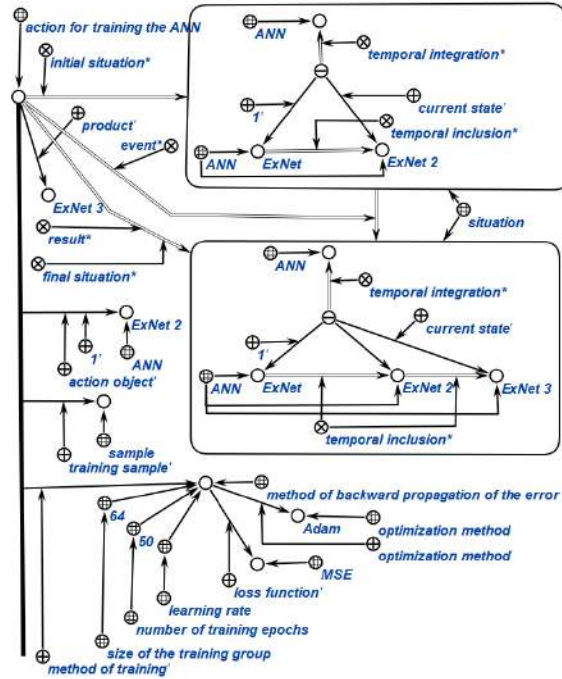 action for training the ANN
ANN
initial situation*
temporal integration*
product'
1'
current state'
event*
temporal inclusion*
ANN
ExNet
ExNet 2
ExNet 3
situation
result*
ANN
final situation*
temporal integration*
ExNet 2
1'
current state'
1'
ANN
action object'
ANN
ExNet
ExNet 2
ExNet 3
temporal inclusion*
sample
training sample'
method of backward propagation of the error
64
Adam
optimization method
50
optimization method
MSE
loss function'
learning rate
number of training epochs
size of the training group
method of training'